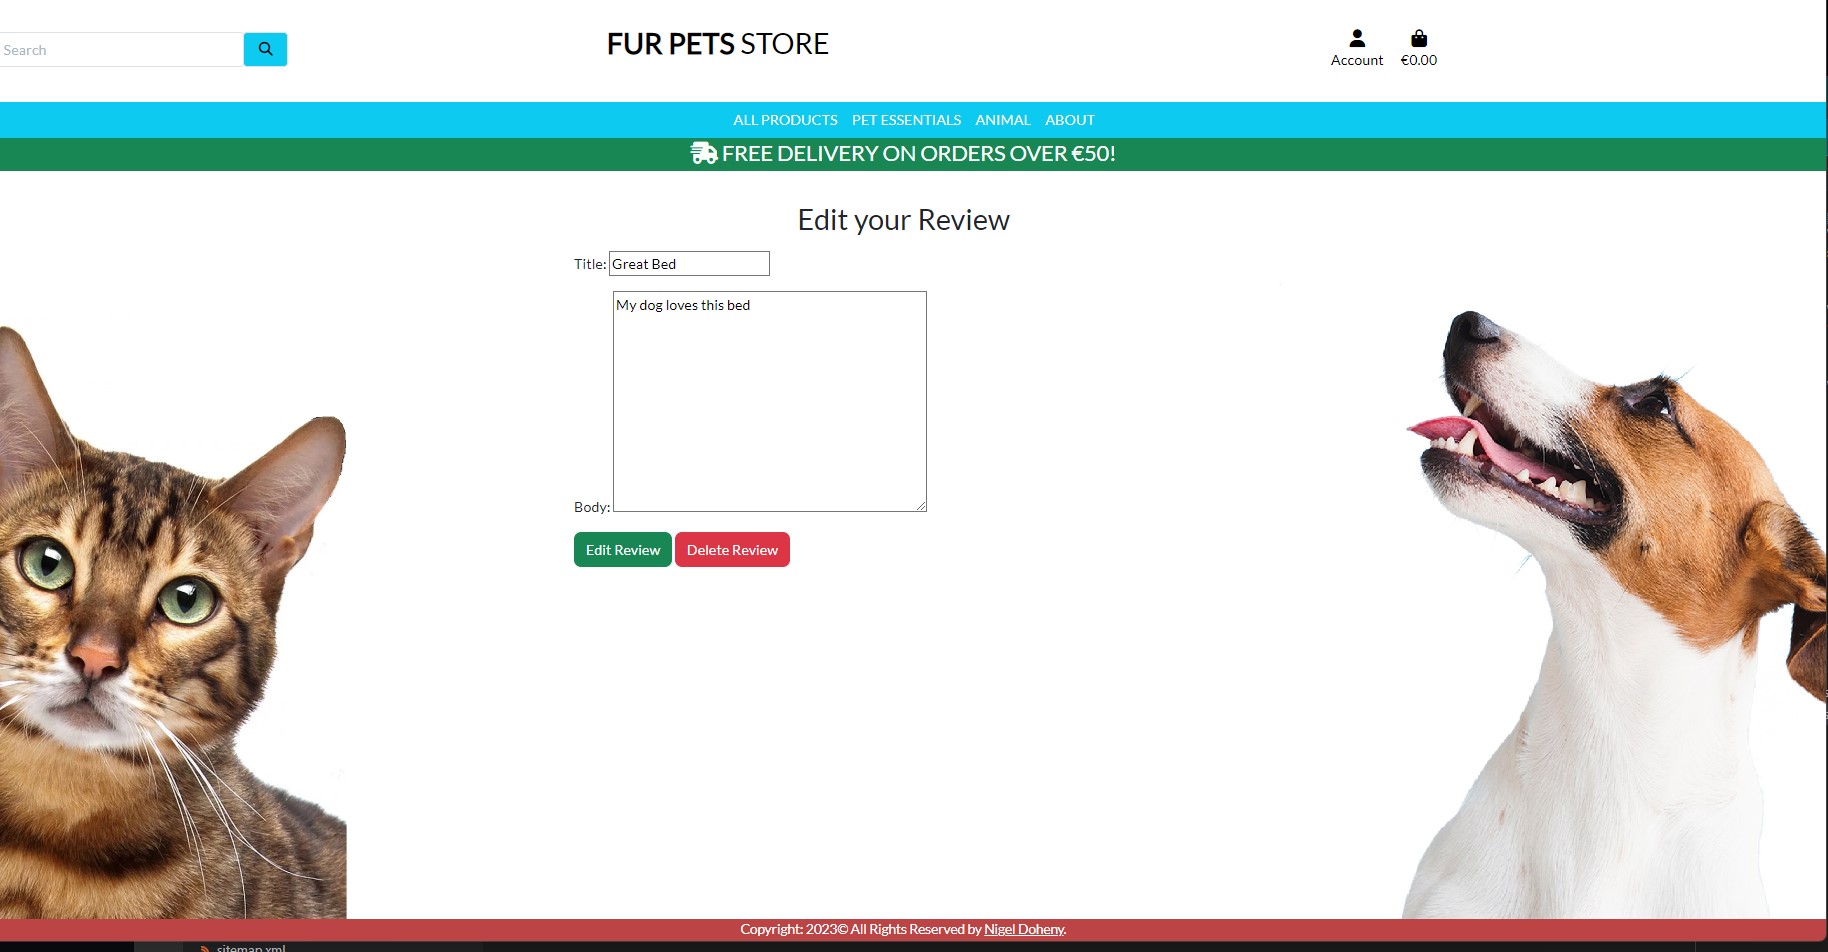 Search
FUR PETS STORE
Account
€0.00
ALL PRODUCTS PET ESSENTIALS ANIMAL ABOUT
FREE DELIVERY ON ORDERS OVER €50!
Edit your Review
Title: Great Bed
My dog loves this bed
Body:
Edit Review Delete Review
Copyright: 2023© All Rights Reserved by Nigel Doheny.
sitemap.xml